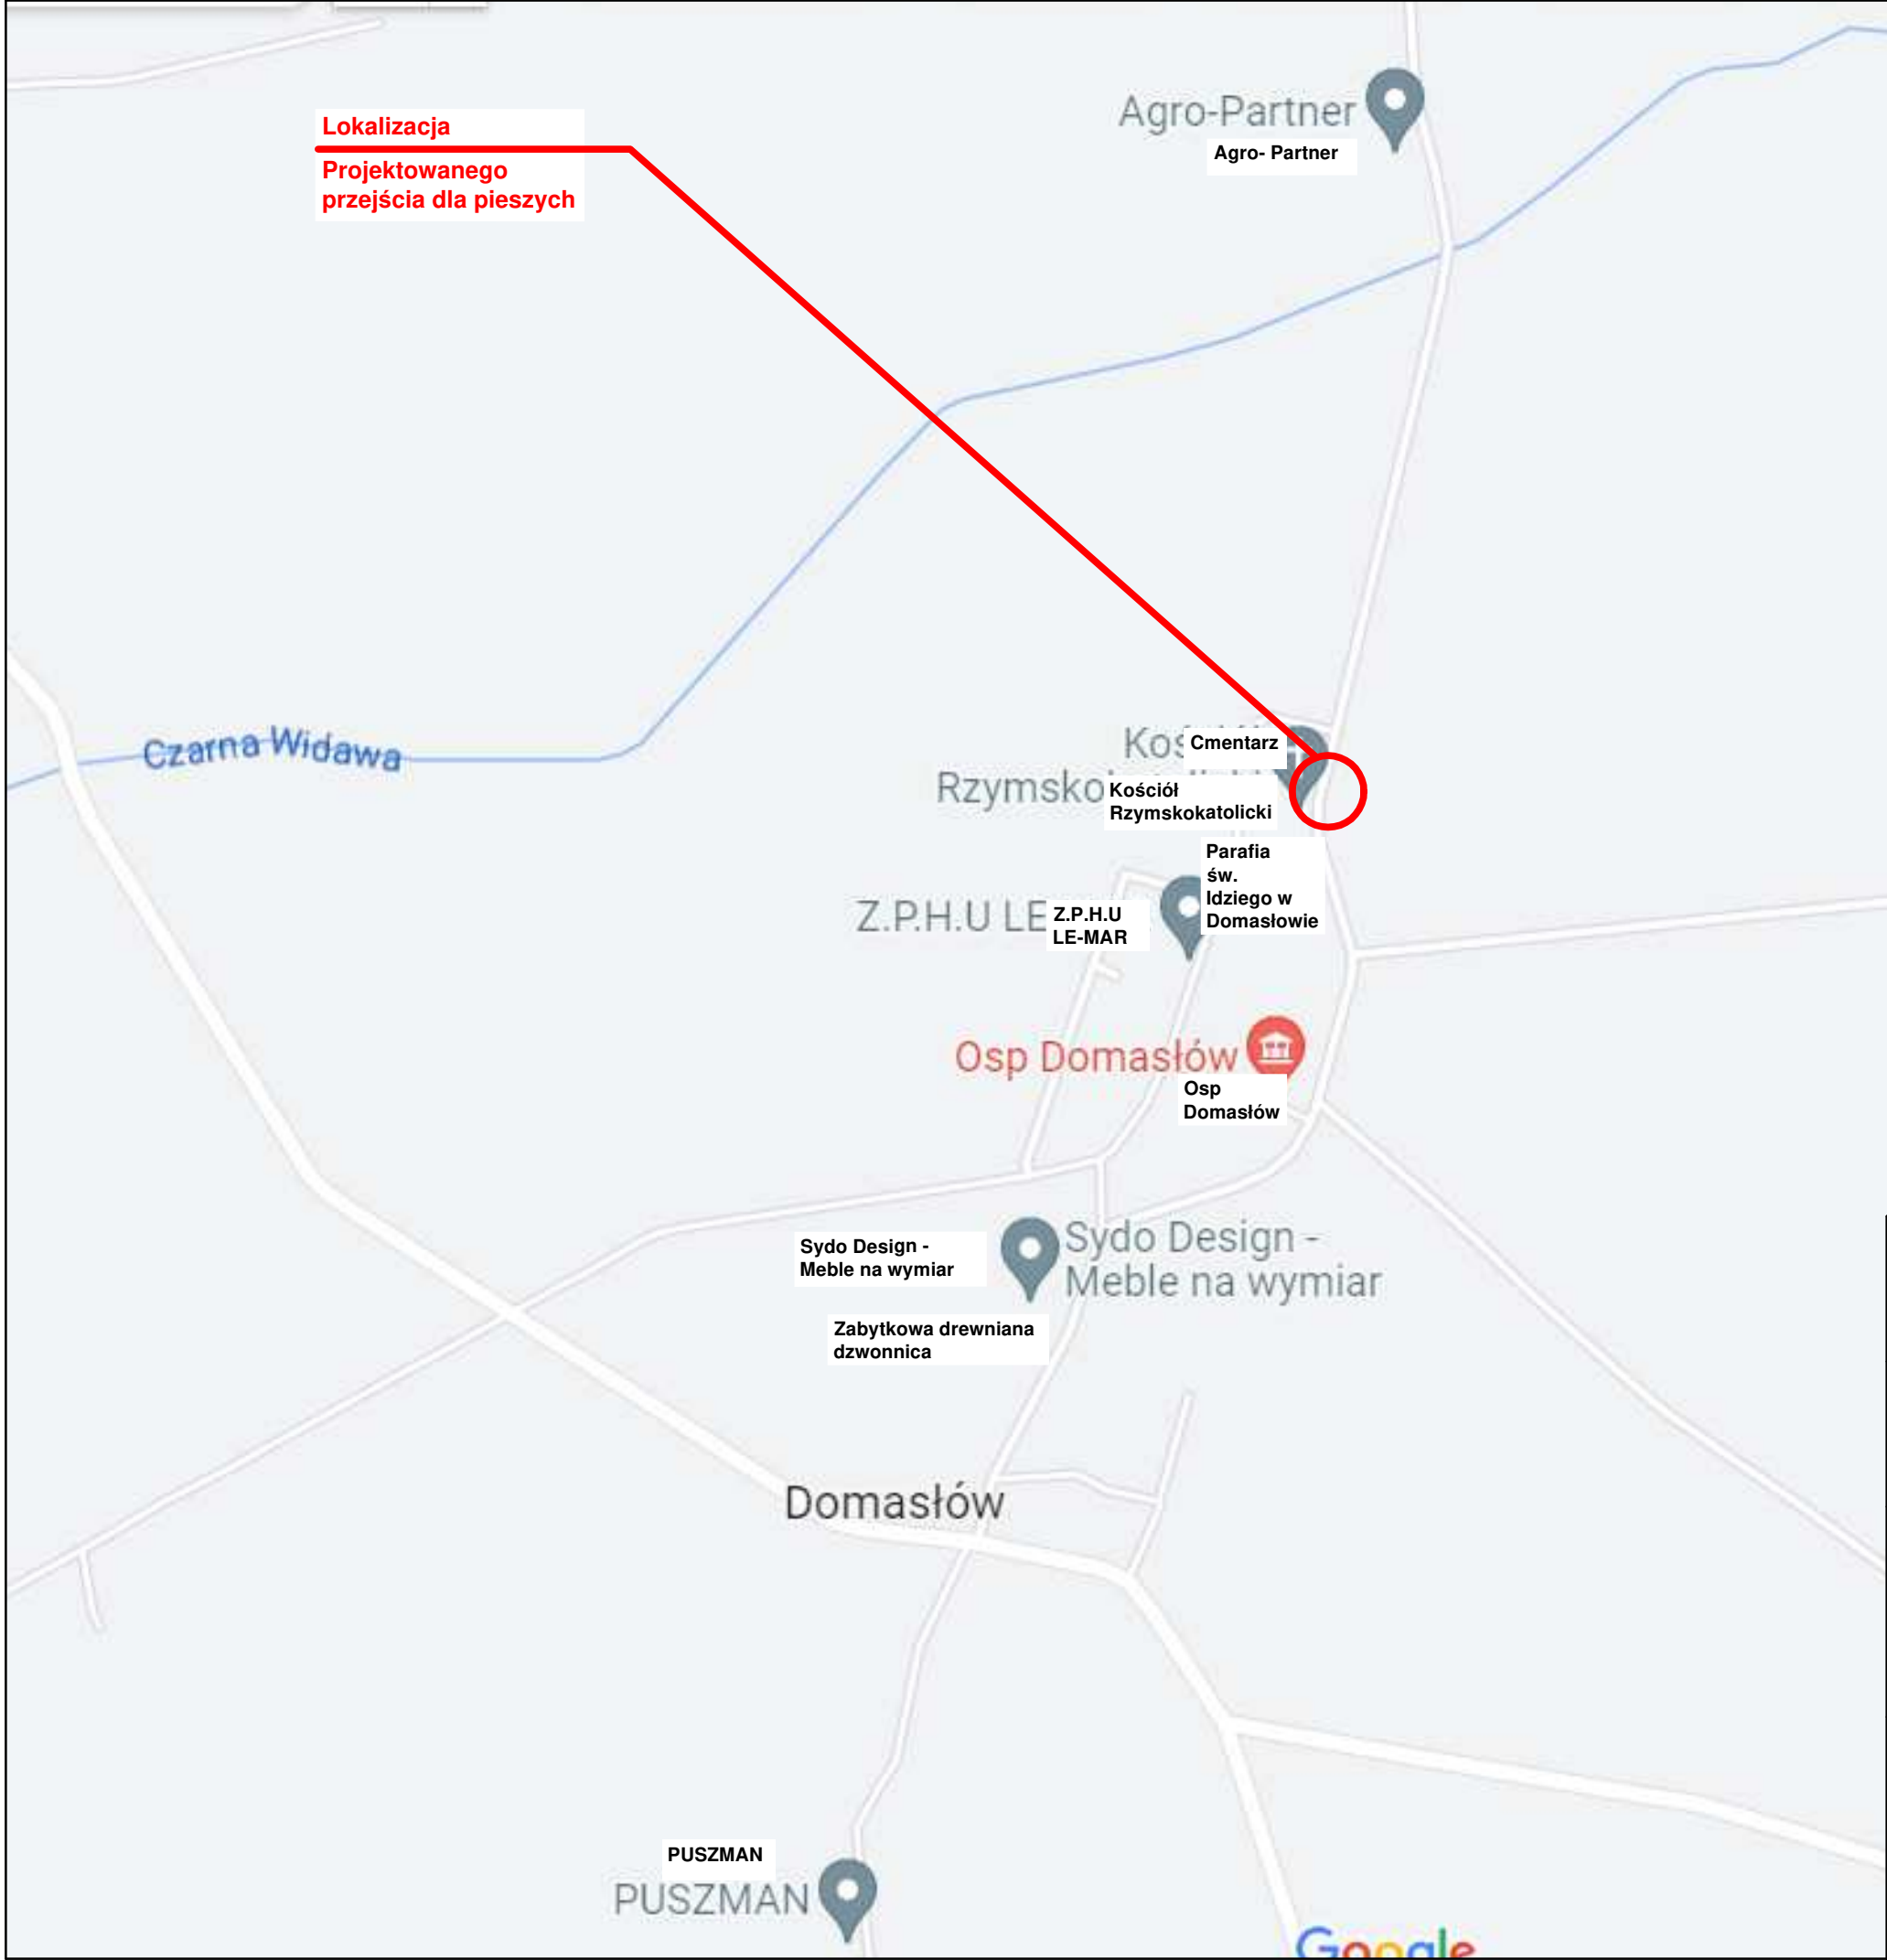 Agro-Partner
Agro- Partner
Lokalizacja
Projektowanego
przejścia dla pieszych
Czarna Widawa
Cmentarz
Kościół
Rzymskokatolicki
Parafia
św.
Idziego w
Domasłowie
Z.P.H.U LE
Z.P.H.U
LE-MAR
Osp Domasłów
Osp
Domasłów
Sydo Design -
Meble na wymiar
Sydo Design -
Meble na wymiar
Zabytkowa drewniana
dzwonnica
Domasłów
PUSZMAN
PUSZMAN
Google